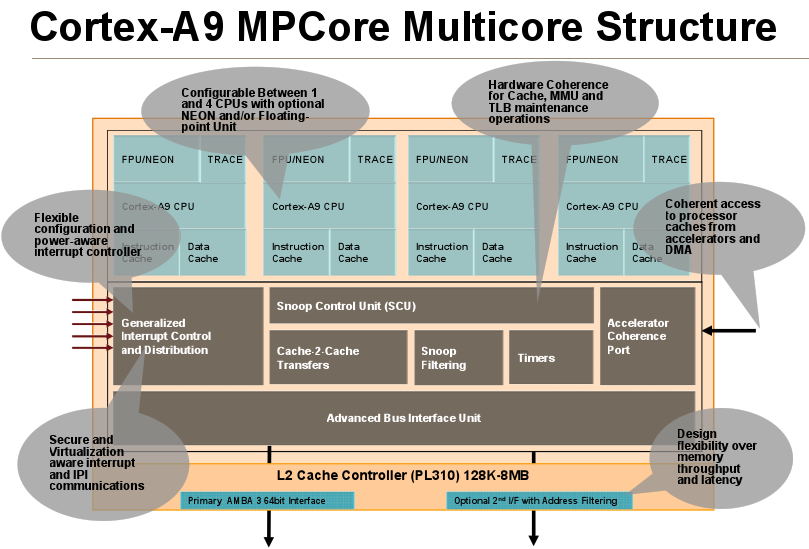 Cortex-A9 MPCore Multicore Structure
Configurable Between 1
and 4 CPUs with optional
NEON and/or Floating-
point Unit
Hardware Coherence
for Cache, MMU and
TLB maintenance
operations
FPU/NEON
TRACE
FPU/NEON
TRACE
FPU/NEON
TRACE
FPU/NEON
TRACE
Cortex-A9 CPU
Cortex-A9 CPU
Cortex-A9 CPU
Cortex-A9 CPU
Instruction
Cache
Data
Cache
Instruction
Cache
Data
Cache
Instruction
Cache
Data
Cache
Instruction
Cache
Data
Cache
Flexible
configuration and
power-aware
interrupt controller
Coherent access
to processor
caches from
accelerators and
DMA
Generalized
Interrupt Control
and Distribution
Snoop Control Unit (SCU)
Cache-2-Cache
Transfers
Snoop
Filtering
Timers
Accelerator
Coherence
Port
Advanced Bus Interface Unit
Secure and
Virtualization
aware interrupt
and IPI
communications
Design
flexibility over
memory
throughput
and latency
L2 Cache Controller (PL310) 128K-8MB
Primary AMBA 3 64bit Interface
Optional 2nd I/F with Address Filtering